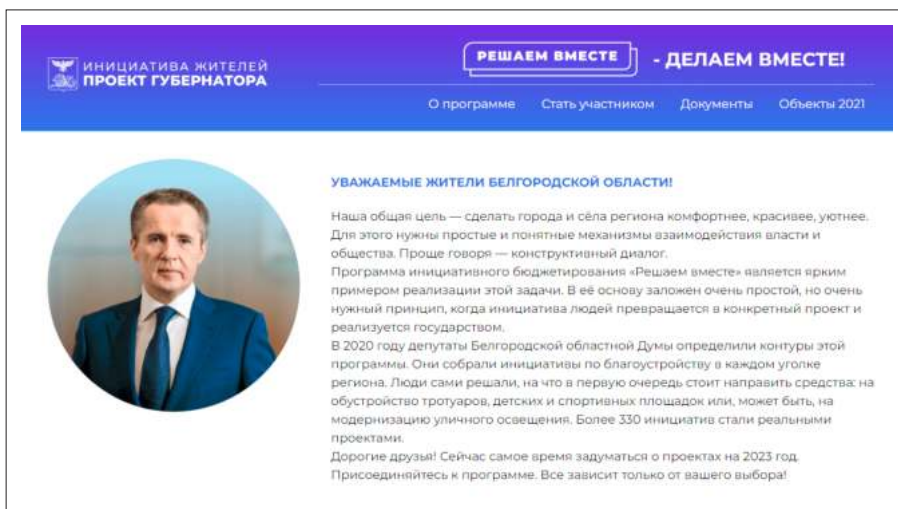 ИНИЦИАТИВА ЖИТЕЛЕЙ
ПРОЕКТ ГУБЕРНАТОРА
РЕШАЕМ ВМЕСТЕ - ДЕЛАЕМ ВМЕСТЕ!
О программе Стать участником Документы Объекты 2021
УВАЖАЕМЫЕ ЖИТЕЛИ БЕЛГОРОДСКОЙ ОБЛАСТИ!
Наша общая цель — сделать города и сёла региона комфортнее, красивее, уютнее.
Для этого нужны простые и понятные механизмы взаимодействия власти и
общества. Проще говоря — конструктивный диалог.
Программа инициативного бюджетирования «Решаем вместе» является ярким
примером реализации этой задачи. В её основу заложен очень простой, но очень
нужный принцип, когда инициатива людей превращается в конкретный проект и
реализуется государством.
В 2020 году депутаты Белгородской областной Думы определили контуры этой
программы. Они собрали инициативы по благоустройству в каждом уголке
региона. Люди сами решали, на что в первую очередь стоит направить средства: на
обустройство тротуаров, детских и спортивных площадок или, может быть, на
модернизацию уличного освещения. Более 330 инициатив стали реальными
проектами.
Дорогие друзья! Сейчас самое время задуматься о проектах на 2023 год.
Присоединяйтесь к программе. Все зависит только от вашего выбора!